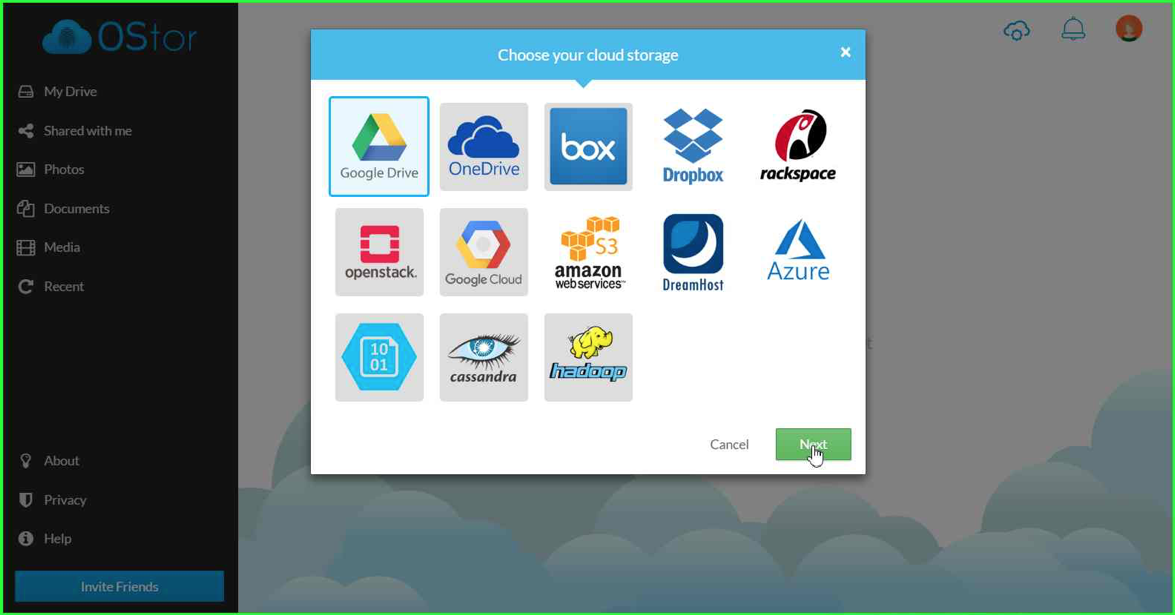 OStor
My Drive
Shared with me
Photos
Documents
Media
Recent
About
Privacy
Help
Invite Friends
Choose your cloud storage
×
Google Drive
OneDrive
box
Dropbox
rackspace
openstack.
Google Cloud
S3
amazon
webservices™
DreamHost
Azure
10
01
cassandra
hadoop
Cancel
Next